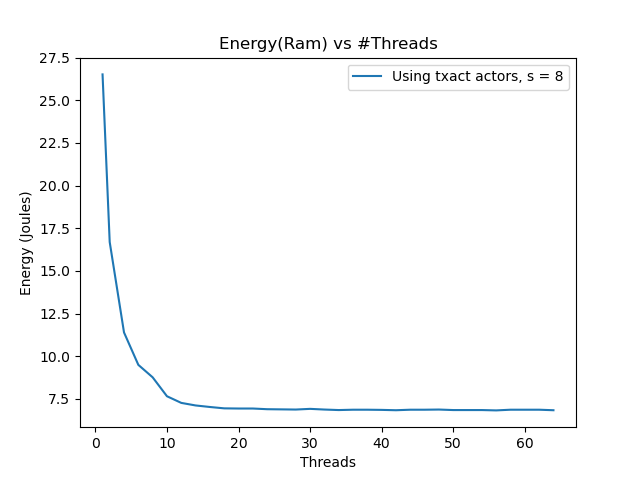 Energy(Ram) vs #Threads
Using txact actors, s = 8
Energy (Joules)
27.5
25.0
22.5
20.0
17.5
15.0
12.5
10.0
7.5
0 10 20 30 40 50 60
Threads